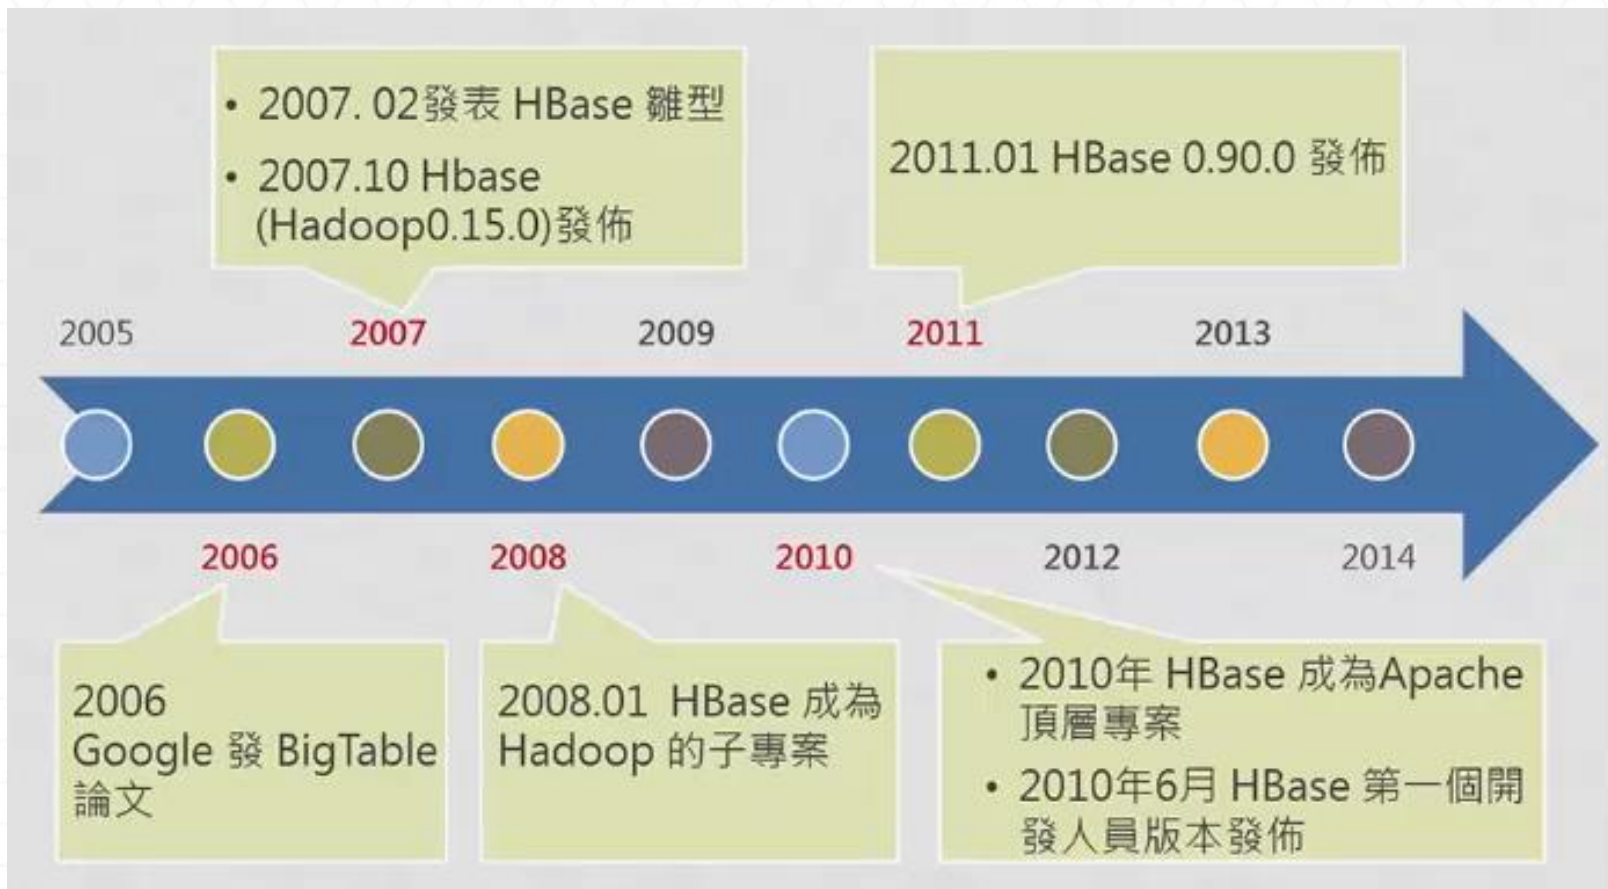 • 2007. 02發表 HBase 雛型
• 2007.10 Hbase
(Hadoop0.15.0)發佈
2011.01 HBase 0.90.0 發佈
2005
2007
2009
2011
2013
2006
2008
2010
2012
2014
2006
Google 發 BigTable
論文
2008.01 HBase 成為
Hadoop 的子專案
• 2010年 HBase 成為Apache
頂層專案
• 2010年6月 HBase 第一個開
發人員版本發佈